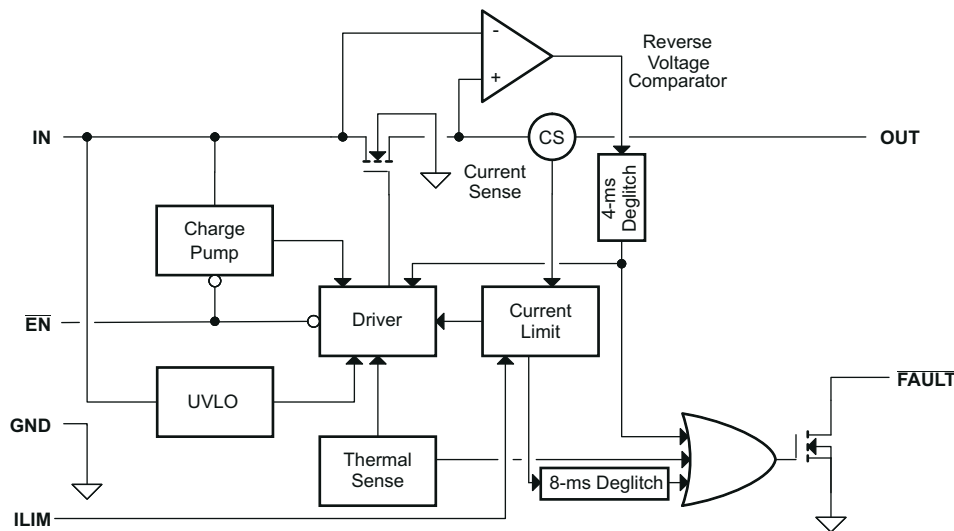 -
+
Reverse
Voltage
Comparator
IN
CS
OUT
Current
Sense
4-ms
Deglitch
Charge
Pump
EN
Driver
Current
Limit
UVLO
FAULT
GND
Thermal
Sense
8-ms Deglitch
ILIM